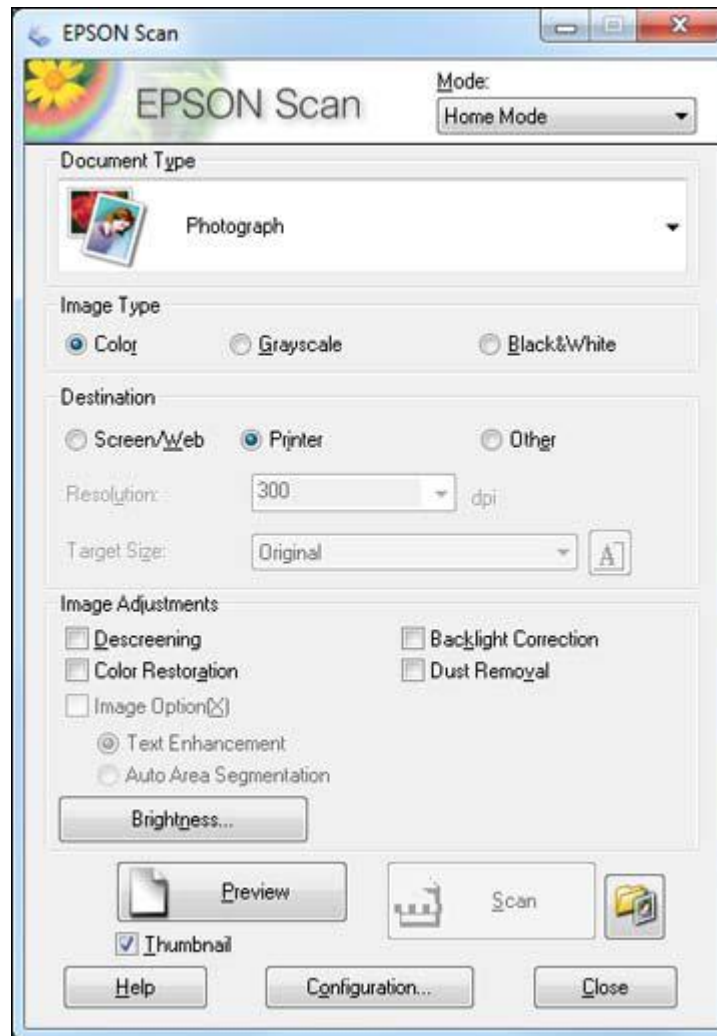 EPSON Scan
EPSON Scan
Mode:
Home Mode
Document Type
Photograph
Image Type
Color Grayscale Black&White
Destination
Screen/Web Printer Other
Resolution: 300 dpi
Target Size: Original A
Image Adjustments
Descreening Backlight Correction
Color Restoration Dust Removal
Image Option(X)
Text Enhancement
Auto Area Segmentation
Brightness...
Preview Scan
Thumbnail
Help Configuration... Close